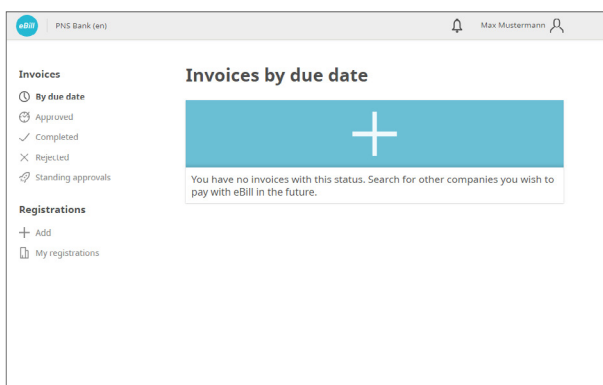 eBill PNS Bank (en) Max Mustermann
Invoices
By due date
Approved
Completed
Rejected
Standing approvals
Registrations
Add
My registrations
Invoices by due date
You have no invoices with this status. Search for other companies you wish to
pay with eBill in the future.